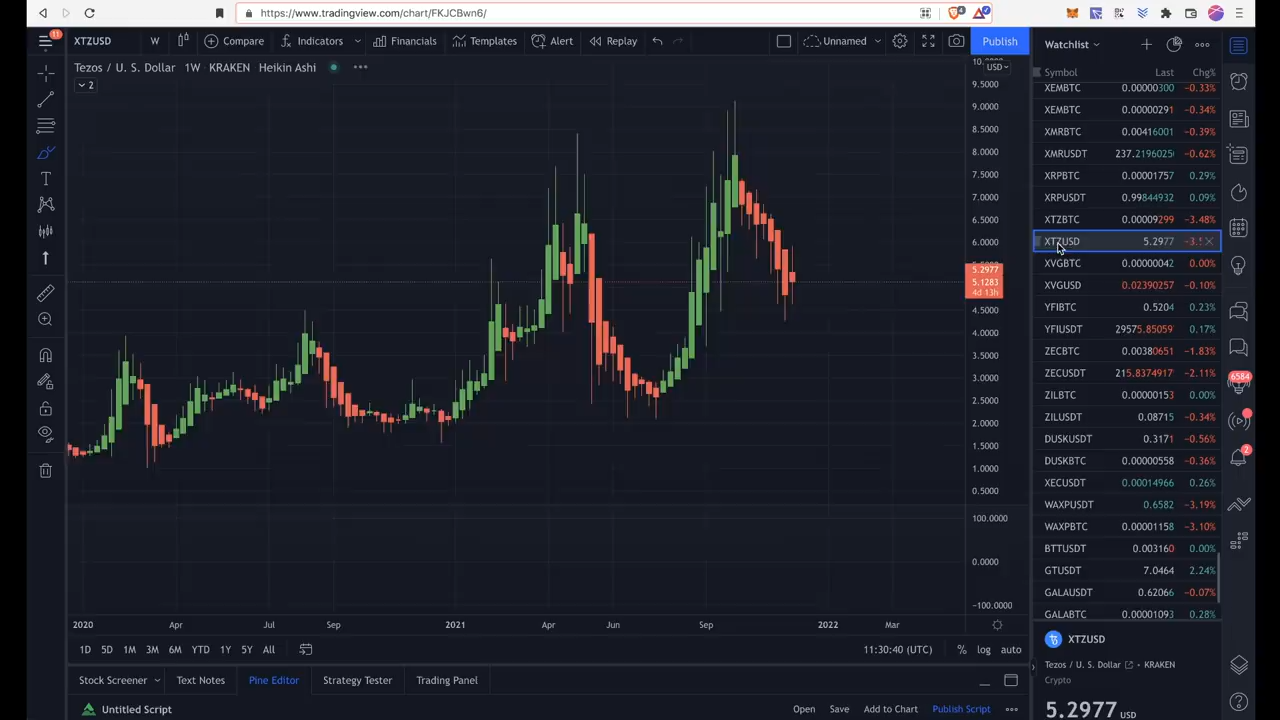 https://www.tradingview.com/chart/FKJCBwn6/
4
11
XTZUSD W Compare Indicators Financials Templates Alert Replay Unnamed Publish
Tezos / U. S. Dollar 1W KRAKEN Heikin Ashi
2
USD
9.5000
9.0000
8.5000
8.0000
7.5000
7.0000
6.5000
6.0000
5.2977
5.1283
4d 13h
4.5000
4.0000
3.5000
3.0000
2.5000
2.0000
1.5000
1.0000
0.5000
100.0000
0.0000
−100.0000
2020 Apr Jul Sep 2021 Apr Jun Sep 2022 Mar
1D 5D 1M 3M 6M YTD 1Y 5Y All 11:30:40 (UTC) % log auto
Stock Screener Text Notes Pine Editor Strategy Tester Trading Panel
Untitled Script Open Save Add to Chart Publish Script
Watchlist
Symbol Last Chg%
XEMBTC 0.00000300 −0.33%
XEMBTC 0.00000291 −0.34%
XMRBTC 0.00416001 −0.39%
XMRUSDT 237.2196025 −0.62%
XRPBTC 0.00001757 0.29%
XRPUSDT 0.99844932 0.09%
XTZBTC 0.00009299 −3.48%
XTZUSD 5.2977
XVGBTC 0.00000042 0.00%
XVGUSD 0.02390257 −0.10%
YFIBTC 0.5204 0.23%
YFIUSDT 29575.85059 0.17%
ZECBTC 0.00380651 −1.83%
ZECUSDT 215.8374917 −2.11%
ZILBTC 0.00000153 0.00%
ZILUSDT 0.08715 −0.34%
DUSKUSDT 0.3171 −0.56%
DUSKBTC 0.00000558 −0.36%
XECUSDT 0.00014966 0.26%
WAXPUSDT 0.6582 −3.19%
WAXPBTC 0.00001158 −3.10%
BTTUSDT 0.003160 0.00%
GTUSDT 7.0464 2.24%
GALAUSDT 0.62066 −0.07%
GALABTC 0.00001093 0.28%
XTZUSD
Tezos / U. S. Dollar • KRAKEN
Crypto
5.2977 USD
6584
2